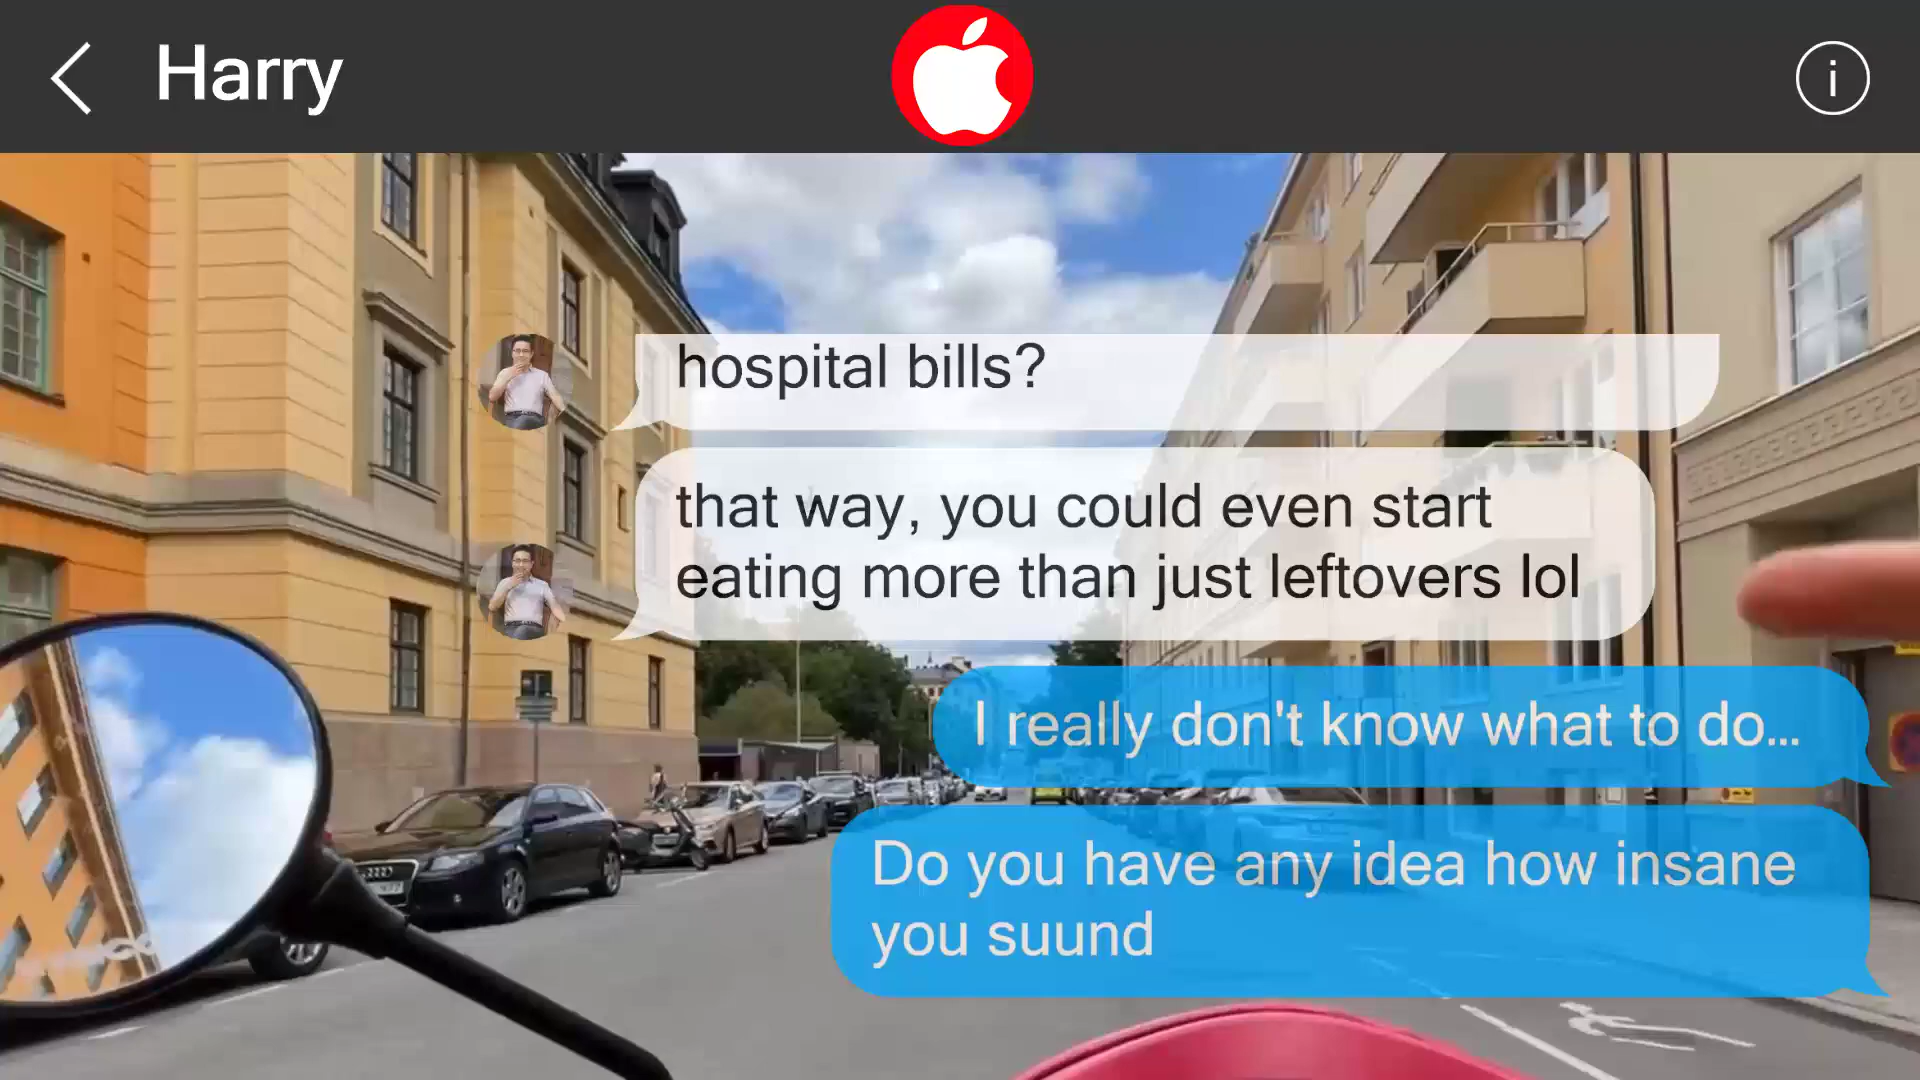 Harry
hospital bills?
that way, you could even start
eating more than just leftovers lol
I really don't know what to do...
Do you have any idea how insane
you suund